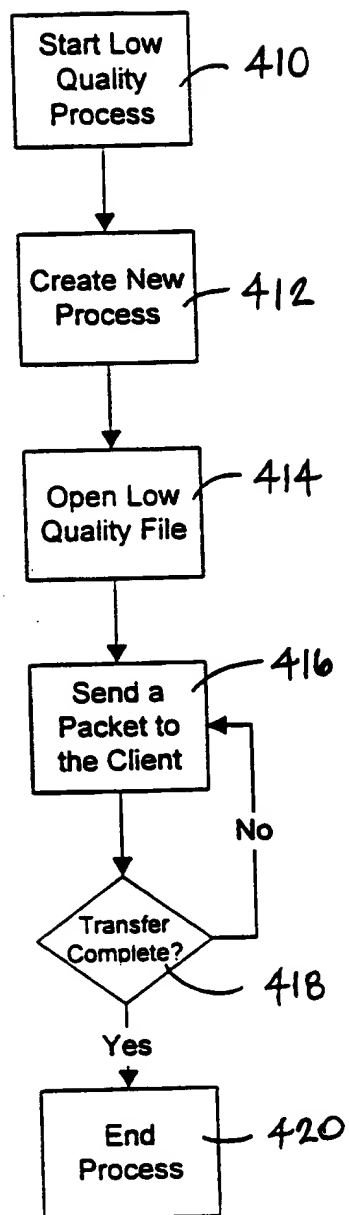 Start Low
Quality
Process
410
Create New
Process
412
Open Low
Quality File
414
Send a
Packet to
the Client
416
No
Transfer
Complete?
418
Yes
End
Process
420